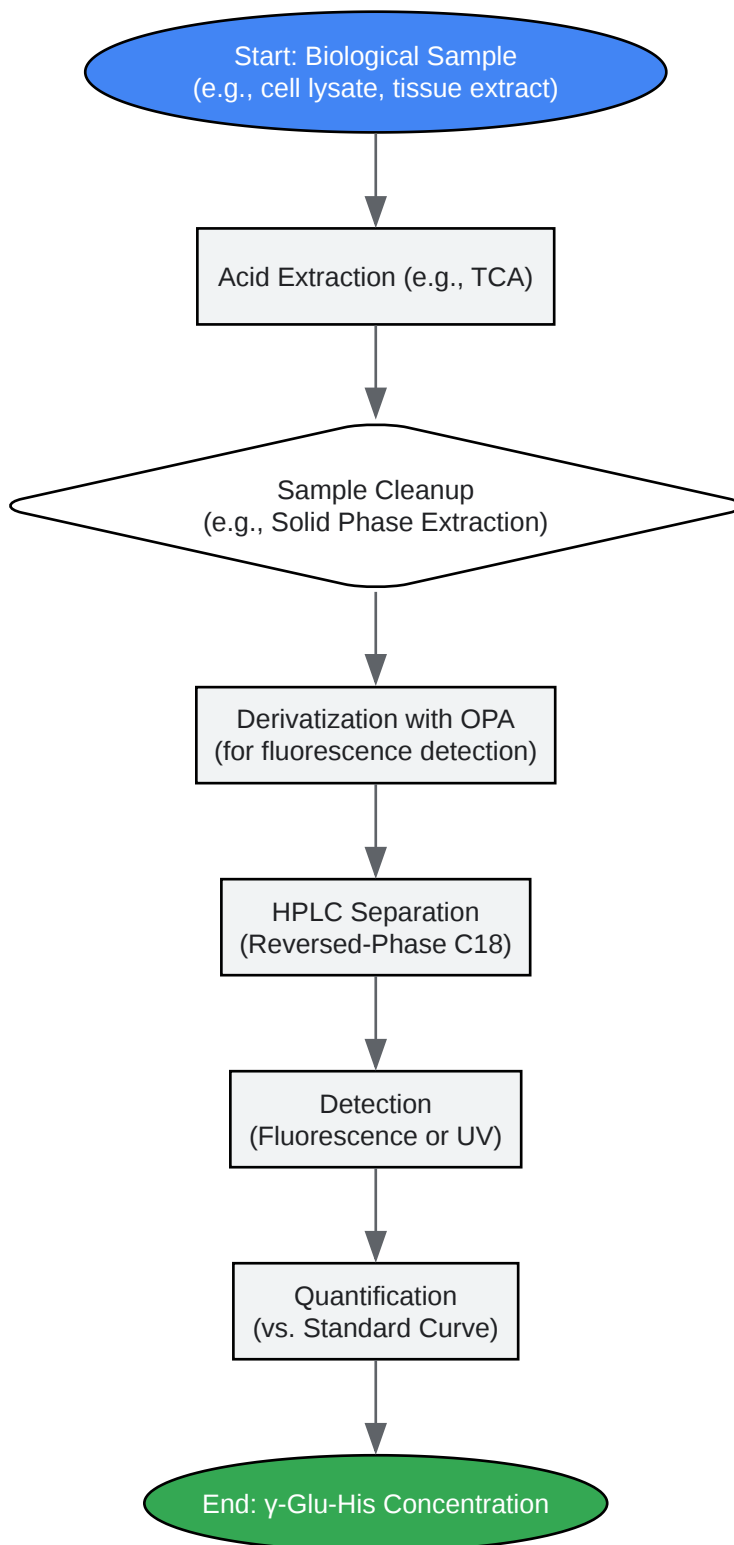 Start: Biological Sample
(e.g., cell lysate, tissue extract)
Acid Extraction (e.g., TCA)
Sample Cleanup
(e.g., Solid Phase Extraction)
Derivatization with OPA
(for fluorescence detection)
HPLC Separation
(Reversed-Phase C18)
Detection
(Fluorescence or UV)
Quantification
(vs. Standard Curve)
End: γ-Glu-His Concentration